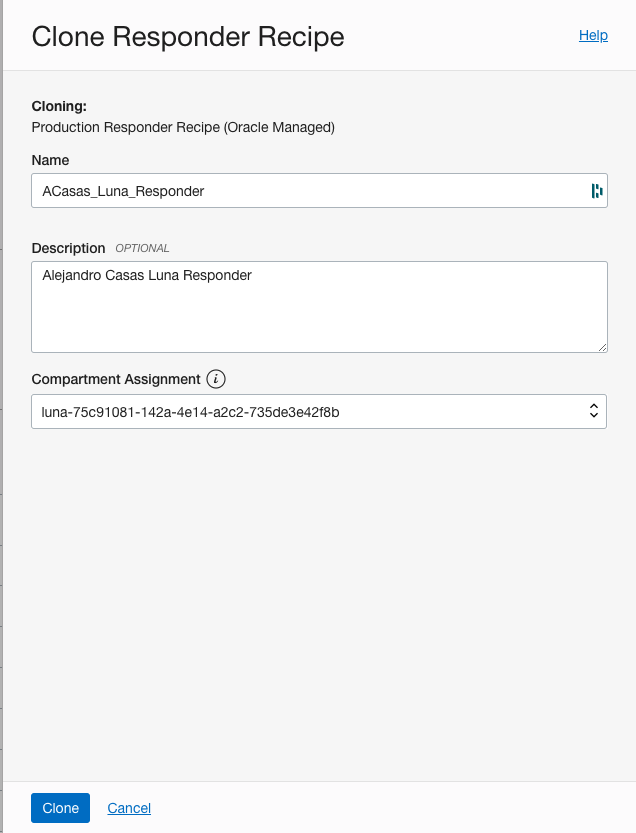 Clone Responder Recipe
Help
Cloning:
Production Responder Recipe (Oracle Managed)
Name
ACasas_Luna_Responder
Description OPTIONAL
Alejandro Casas Luna Responder
Compartment Assignment i
luna-75c91081-142a-4e14-a2c2-735de3e42f8b
Clone Cancel